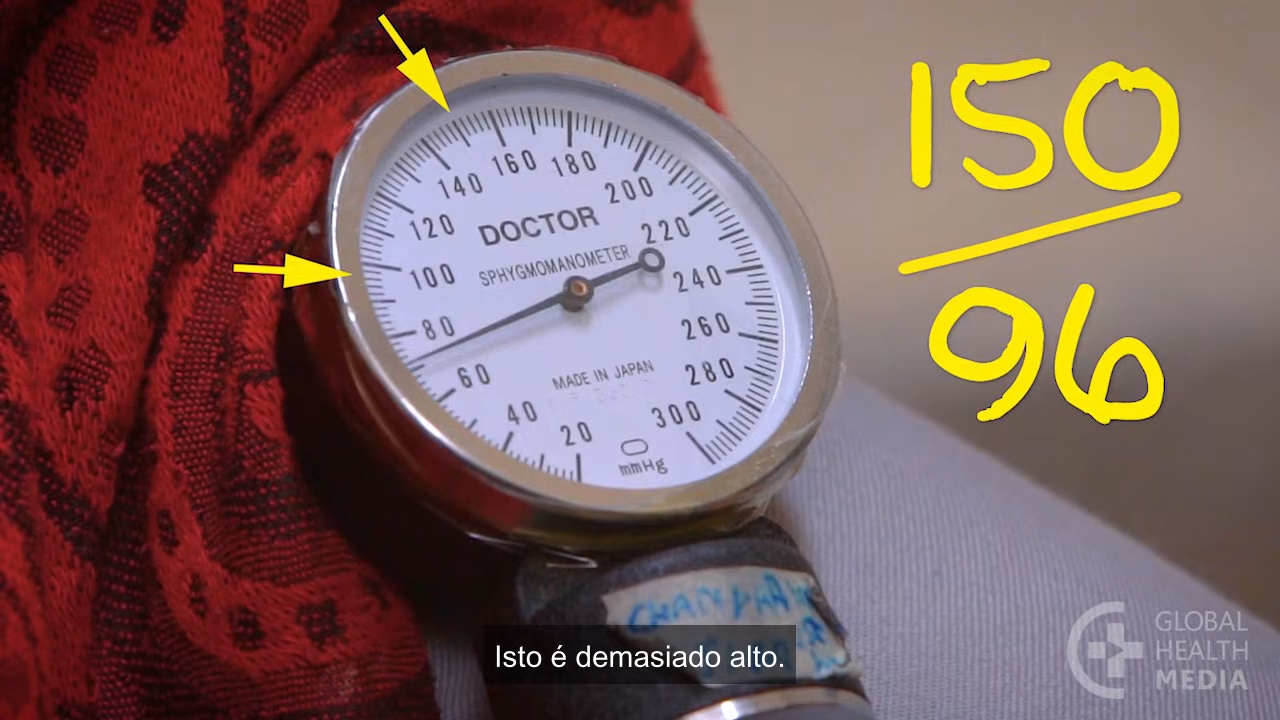 150
96
160
180
140
200
120
DOCTOR
220
100
SPHYGMOMANOMETER
240
80
260
60
MADE IN JAPAN
280
40
300
20
mmHg
Isto é demasiado alto.
GLOBAL
HEALTH
MEDIA